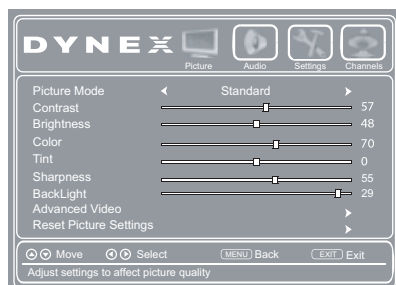 DYNEX
Picture Audio Settings Channels
Picture Mode Standard
Contrast 57
Brightness 48
Color 70
Tint 0
Sharpness 55
BackLight 29
Advanced Video
Reset Picture Settings
Move Select MENU Back EXIT Exit
Adjust settings to affect picture quality